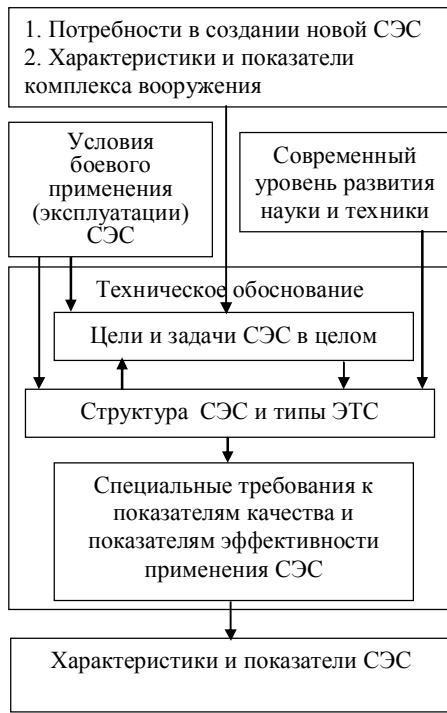 1. Потребности в создании новой СЭС
2. Характеристики и показатели
комплекса вооружения
Условия
боевого
применения
(эксплуатации)
СЭС
Современный
уровень развития
науки и техники
Техническое обоснование
Цели и задачи СЭС в целом
Структура СЭС и типы ЭТС
Специальные требования к
показателям качества и
показателям эффективности
применения СЭС
Характеристики и показатели СЭС